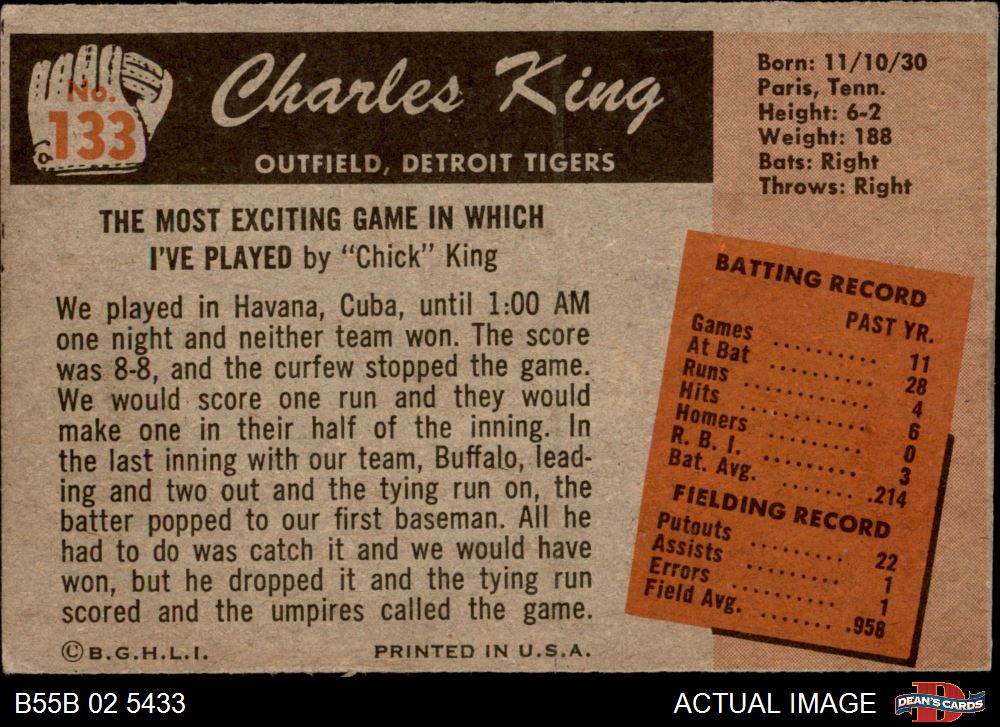 No.
133
Charles King
OUTFIELD, DETROIT TIGERS
Born: 11/10/30
Paris, Tenn.
Height: 6-2
Weight: 188
Bats: Right
Throws: Right
THE MOST EXCITING GAME IN WHICH
I'VE PLAYED by "Chick" King
We played in Havana, Cuba, until 1:00 AM
one night and neither team won. The score
was 8-8, and the curfew stopped the game.
We would score one run and they would
make one in their half of the inning. In
the last inning with our team, Buffalo, lead-
ing and two out and the tying run on, the
batter popped to our first baseman. All he
had to do was catch it and we would have
won, but he dropped it and the tying run
scored and the umpires called the game.
BATTING RECORD
PAST YR.
Games .......... 11
At Bat .......... 28
Runs .......... 4
Hits .......... 6
Homers .......... 0
R. B. I. .......... 3
Bat. Avg. ........ .214
FIELDING RECORD
Putouts .......... 22
Assists .......... 1
Errors .......... 1
Field Avg. ........ .958
© B.G.H.L.I. PRINTED IN U.S.A.
B55B 02 5433 ACTUAL IMAGE
D
DEAN'S CARDS